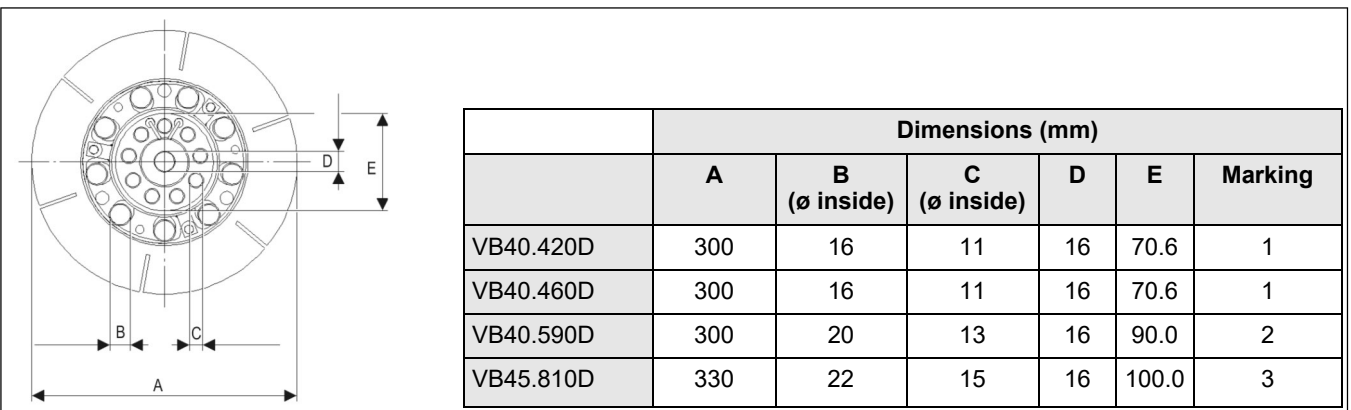 D
E
B
C
A
Dimensions (mm)
A B C D E Marking
(ø inside) (ø inside)
VB40.420D 300 16 11 16 70.6 1
VB40.460D 300 16 11 16 70.6 1
VB40.590D 300 20 13 16 90.0 2
VB45.810D 330 22 15 16 100.0 3